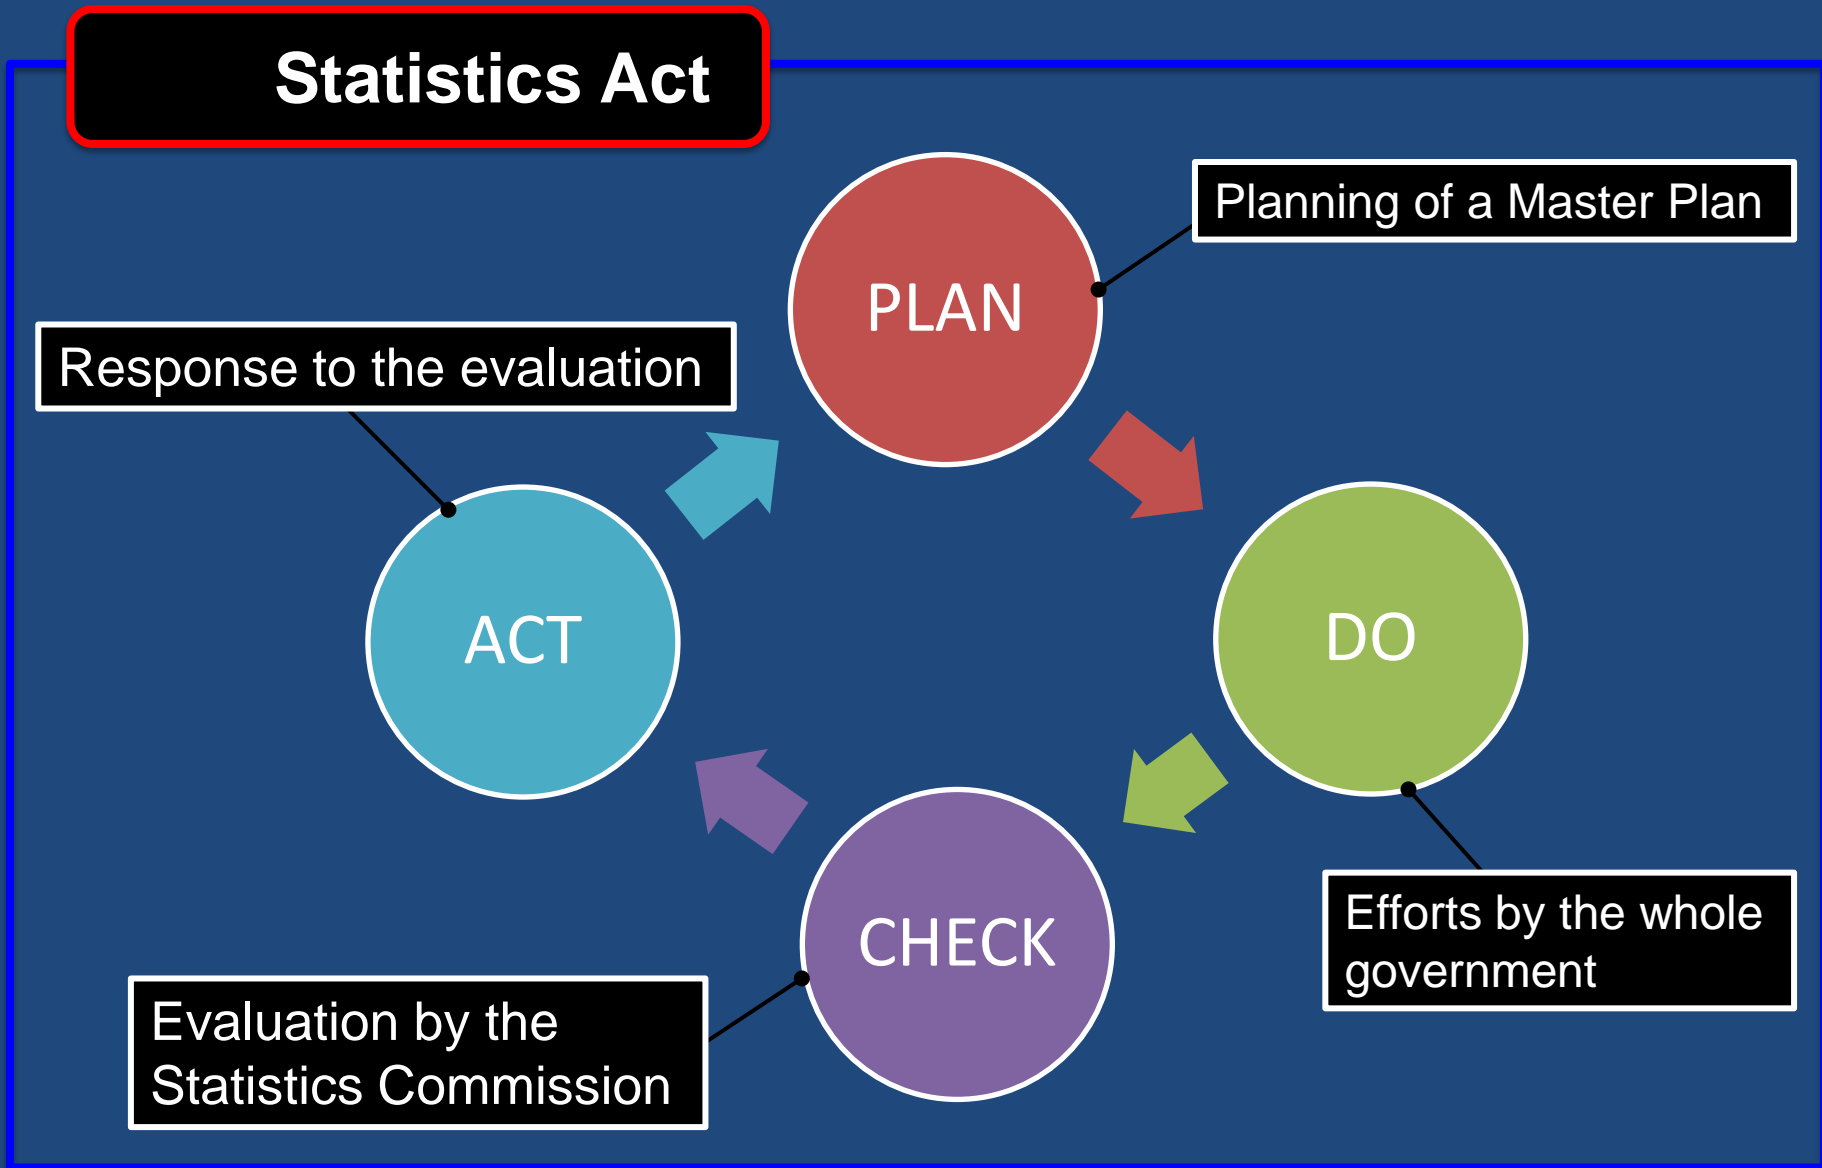 Statistics Act
PLAN
Planning of a Master Plan
Response to the evaluation
ACT
DO
CHECK
Efforts by the whole
government
Evaluation by the
Statistics Commission